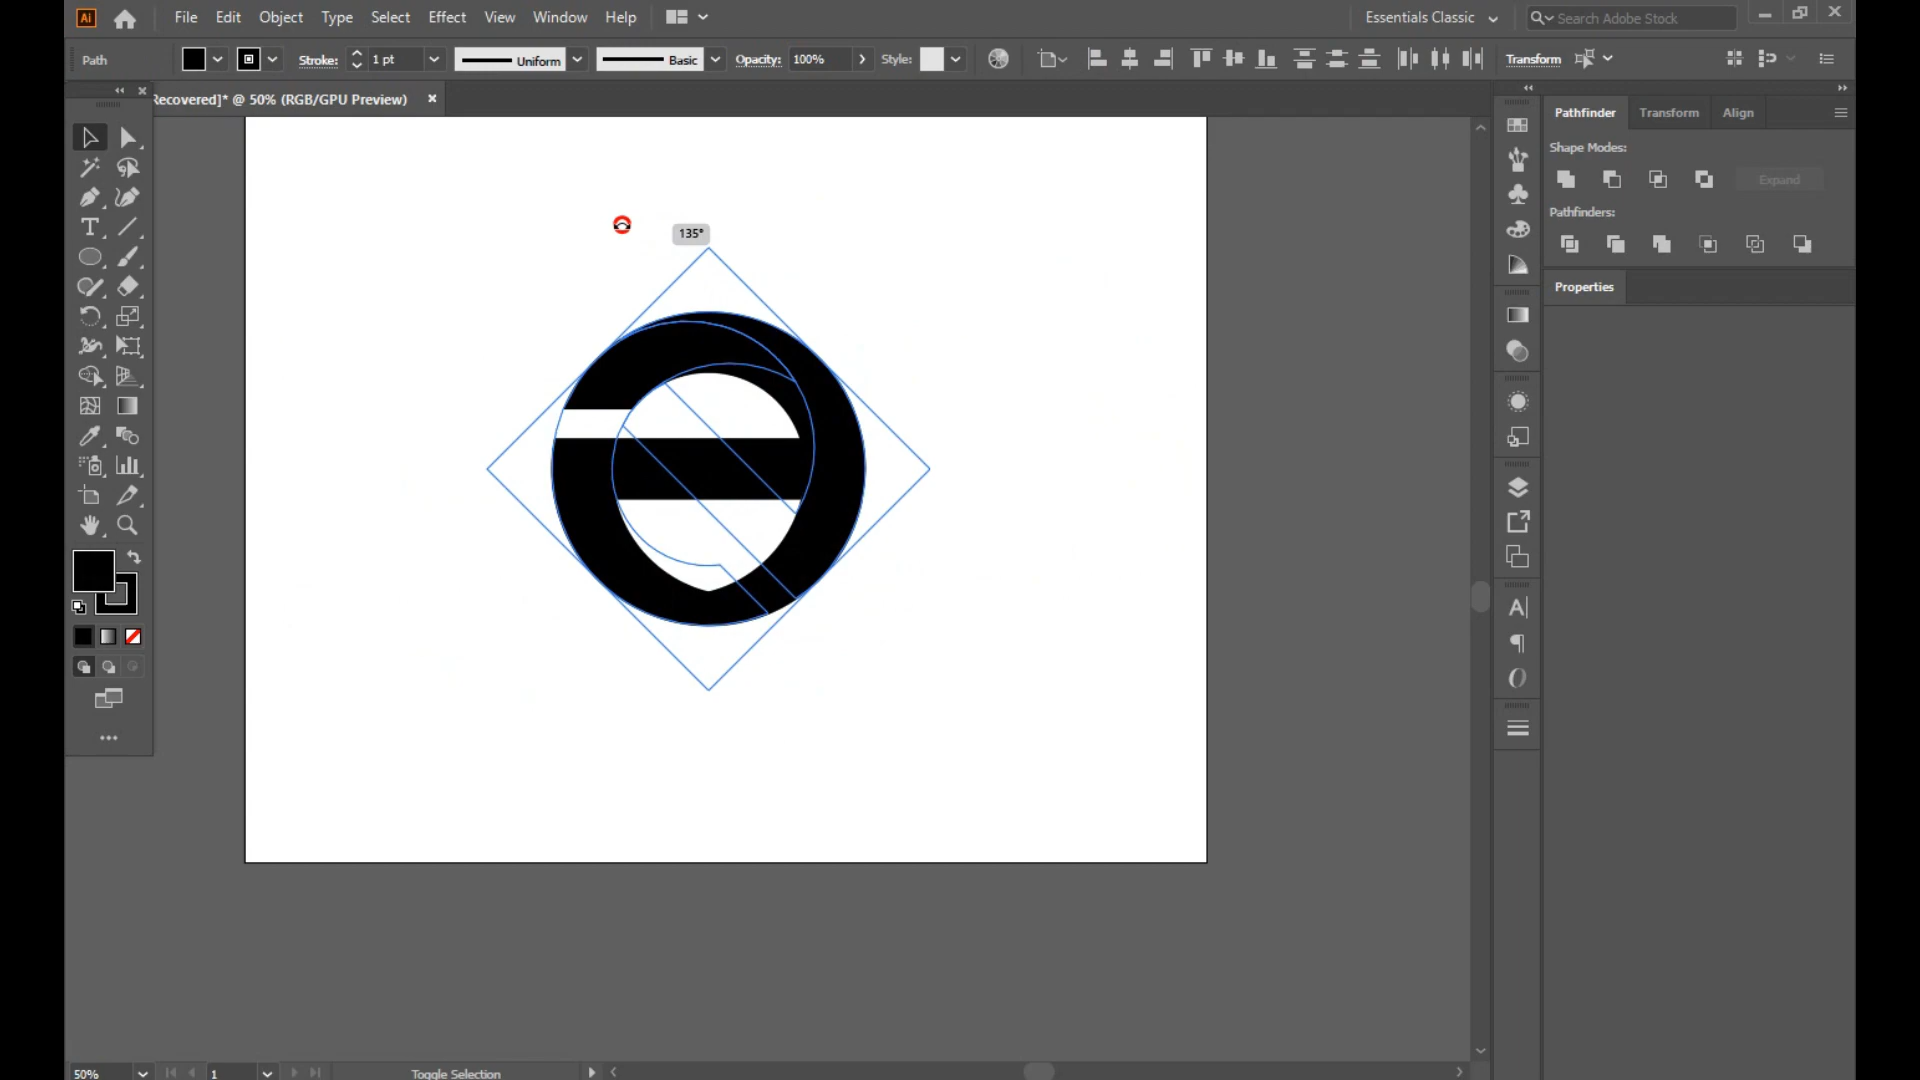 Ai File Edit Object Type Select Effect View Window Help Essentials Classic Search Adobe Stock
Path Stroke: 1 pt Uniform Basic Opacity: 100% Style: Transform
Recovered]* @ 50% (RGB/GPU Preview)
Pathfinder Transform Align
Shape Modes:
Expand
Pathfinders:
135°
Properties
50% 1 Toggle Selection